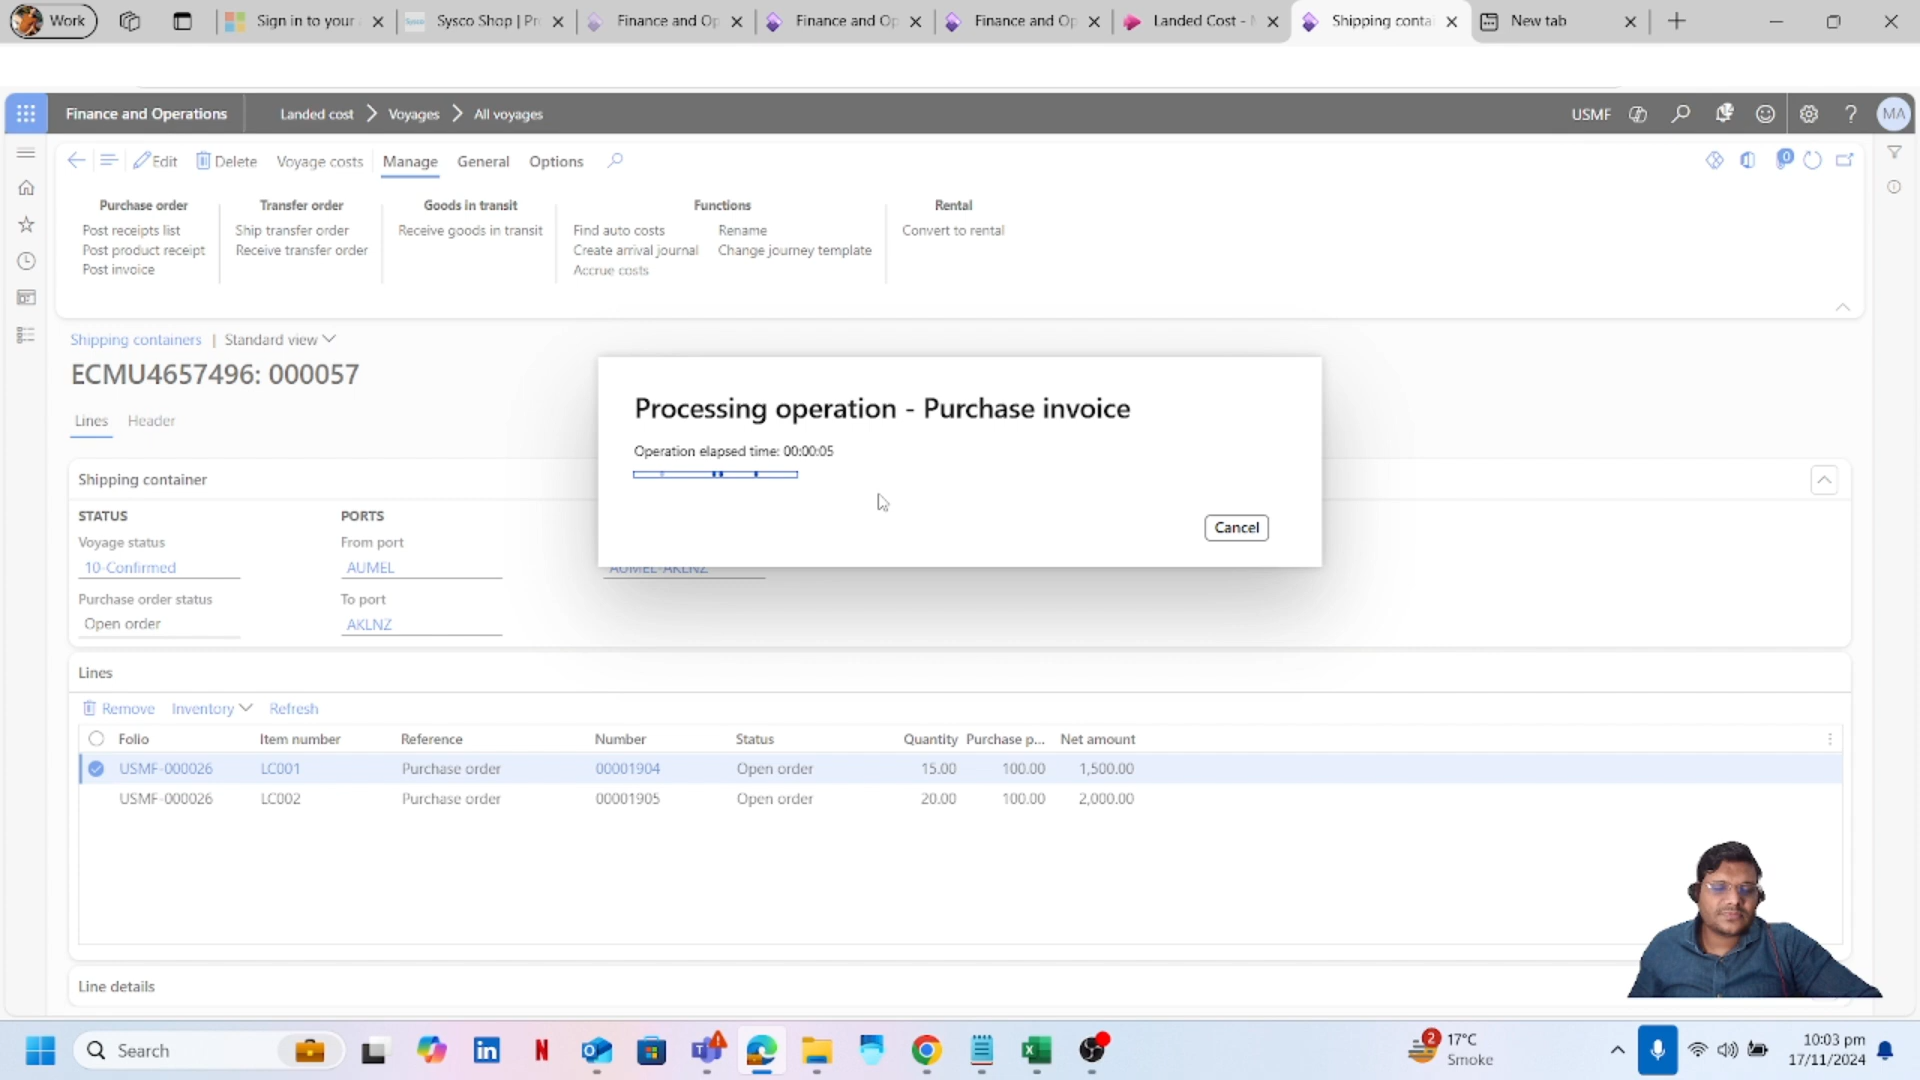 Work
Sign in to your
Sysco Shop | Pr
Finance and Op
Finance and Op
Finance and Op
Landed Cost -
Shipping contai
New tab
Finance and Operations
Landed cost
Voyages
All voyages
USMF
MA
Edit
Delete
Voyage costs
Manage
General
Options
0
Purchase order
Transfer order
Goods in transit
Functions
Rental
Post receipts list
Ship transfer order
Receive goods in transit
Find auto costs
Rename
Convert to rental
Post product receipt
Receive transfer order
Create arrival journal
Change journey template
Post invoice
Accrue costs
Shipping containers | Standard view
ECMU4657496: 000057
Lines
Header
Processing operation - Purchase invoice
Operation elapsed time: 00:00:05
Cancel
Shipping container
STATUS
PORTS
Voyage status
From port
10-Confirmed
AUMEL
AUMEL-AKLNZ
Purchase order status
To port
Open order
AKLNZ
Lines
Remove
Inventory
Refresh
Folio Item number Reference Number Status Quantity Purchase p... Net amount
USMF-000026 LC001 Purchase order 00001904 Open order 15.00 100.00 1,500.00
USMF-000026 LC002 Purchase order 00001905 Open order 20.00 100.00 2,000.00
Line details
Search
2
17°C
Smoke
10:03 pm
17/11/2024